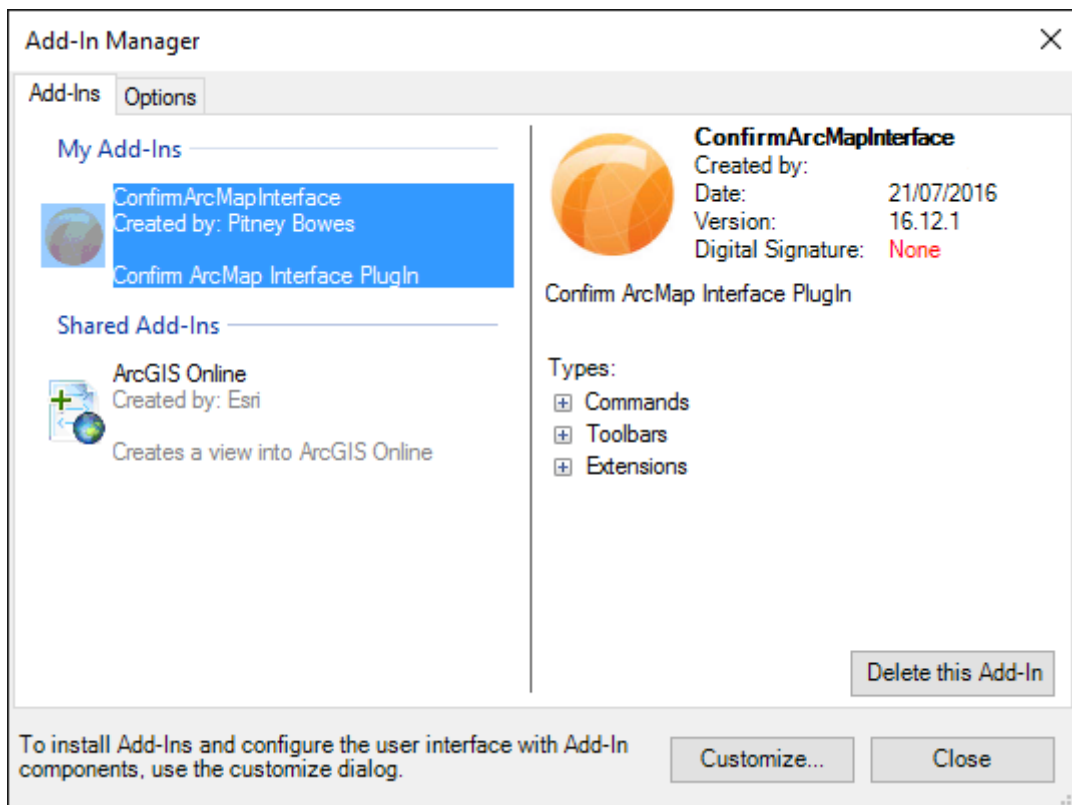 Add-In Manager
Add-Ins
Options
My Add-Ins
ConfirmArcMapInterface
Created by: Pitney Bowes
Confirm ArcMap Interface PlugIn
Shared Add-Ins
ArcGIS Online
Created by: Esri
Creates a view into ArcGIS Online
ConfirmArcMapInterface
Created by:
Date: 21/07/2016
Version: 16.12.1
Digital Signature: None
Confirm ArcMap Interface PlugIn
Types:
Commands
Toolbars
Extensions
Delete this Add-In
To install Add-Ins and configure the user interface with Add-In
components, use the customize dialog.
Customize...
Close